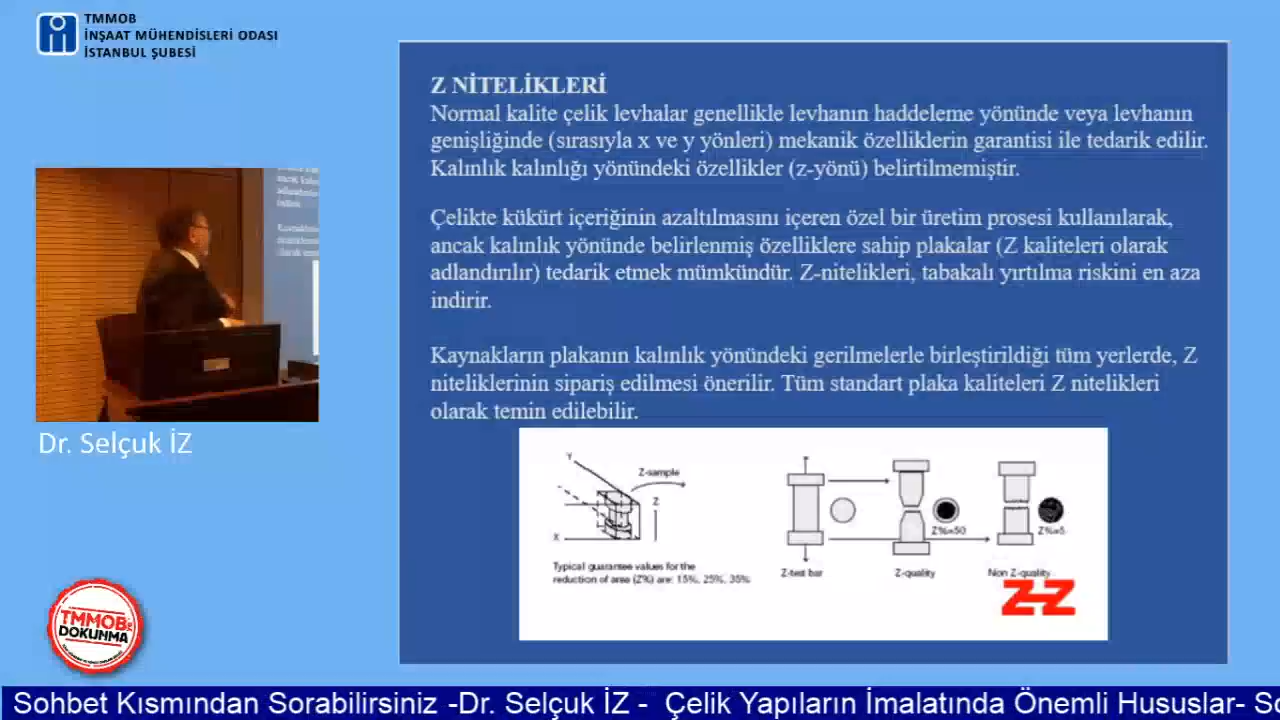 TMMOB
İNŞAAT MÜHENDİSLERİ ODASI
İSTANBUL ŞUBESİ
Z NİTELİKLERİ
Normal kalite çelik levhalar genellikle levhanın haddeleme yönünde veya levhanın
genişliğinde (sırasıyla x ve y yönleri) mekanik özelliklerin garantisi ile tedarik edilir.
Kalınlık kalınlığı yönündeki özellikler (z-yönü) belirtilmemiştir.
Çelikte kükürt içeriğinin azaltılmasını içeren özel bir üretim prosesi kullanılarak,
ancak kalınlık yönünde belirlenmiş özelliklere sahip plakalar (Z kaliteleri olarak
adlandırılır) tedarik etmek mümkündür. Z-nitelikleri, tabakalı yırtılma riskini en aza
indirir.
Kaynakların plakanın kalınlık yönündeki gerilmelerle birleştirildiği tüm yerlerde, Z
niteliklerinin sipariş edilmesi önerilir. Tüm standart plaka kaliteleri Z nitelikleri
olarak temin edilebilir.
Y
Z-sample
Z
X
Typical guarantee values for the
reduction of area (Z%) are: 15%, 25%, 35%
Z%=50
Z%=5
Z-test bar
Z-quality
Non Z-quality
Z-Z
Dr. Selçuk İZ
TMMOB'YE
DOKUNMA
Sohbet Kısmından Sorabilirsiniz -Dr. Selçuk İZ - Çelik Yapıların İmalatında Önemli Hususlar- So